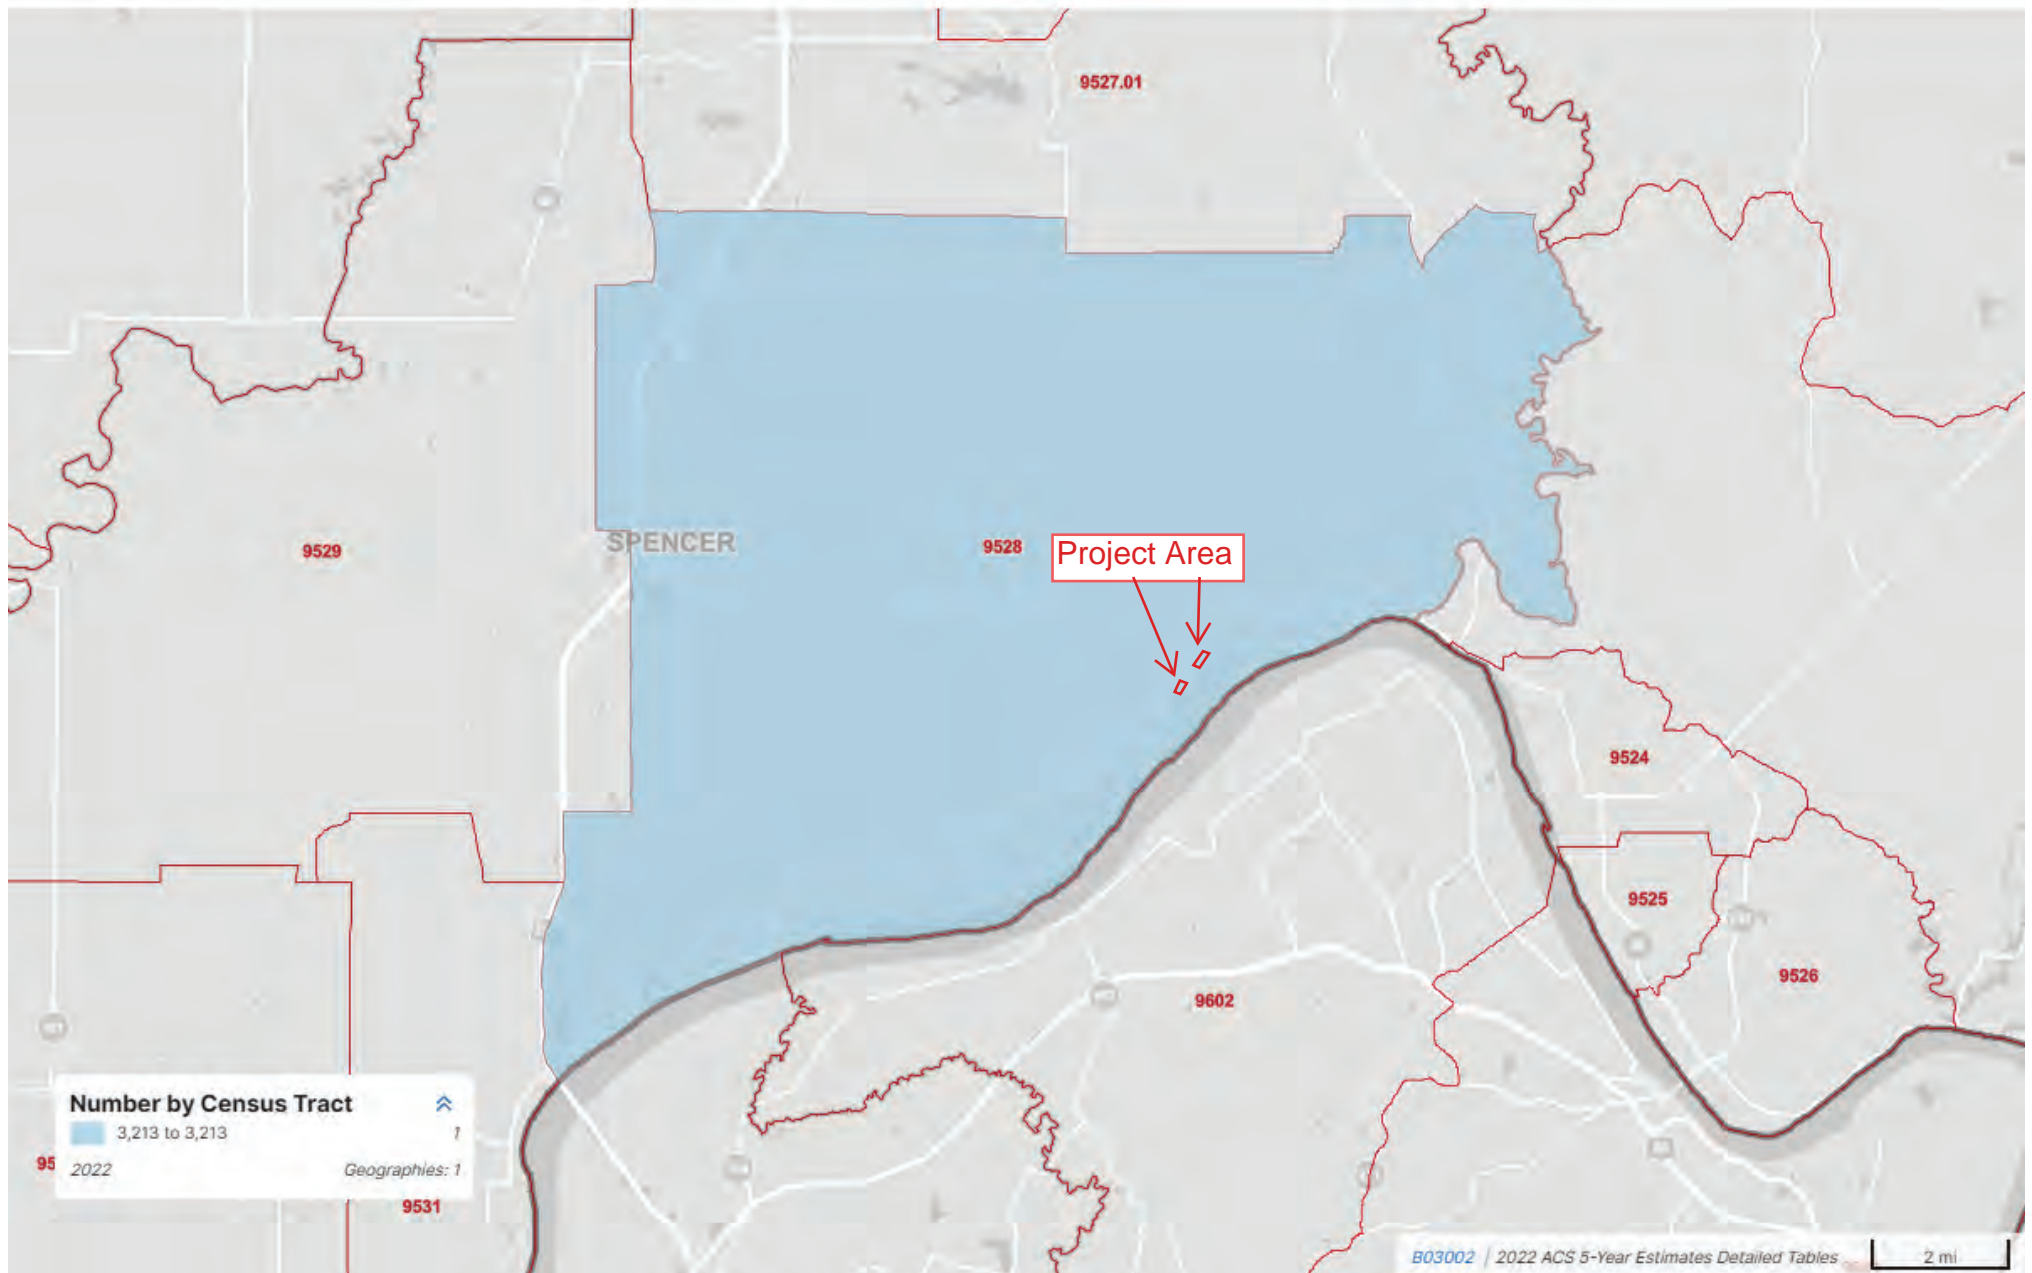 9527.01
9529
SPENCER
9528
Project Area
9524
9525
9526
9602
Number by Census Tract
3,213 to 3,213
1
2022
Geographies: 1
95
9531
B03002 | 2022 ACS 5-Year Estimates Detailed Tables
2 mi